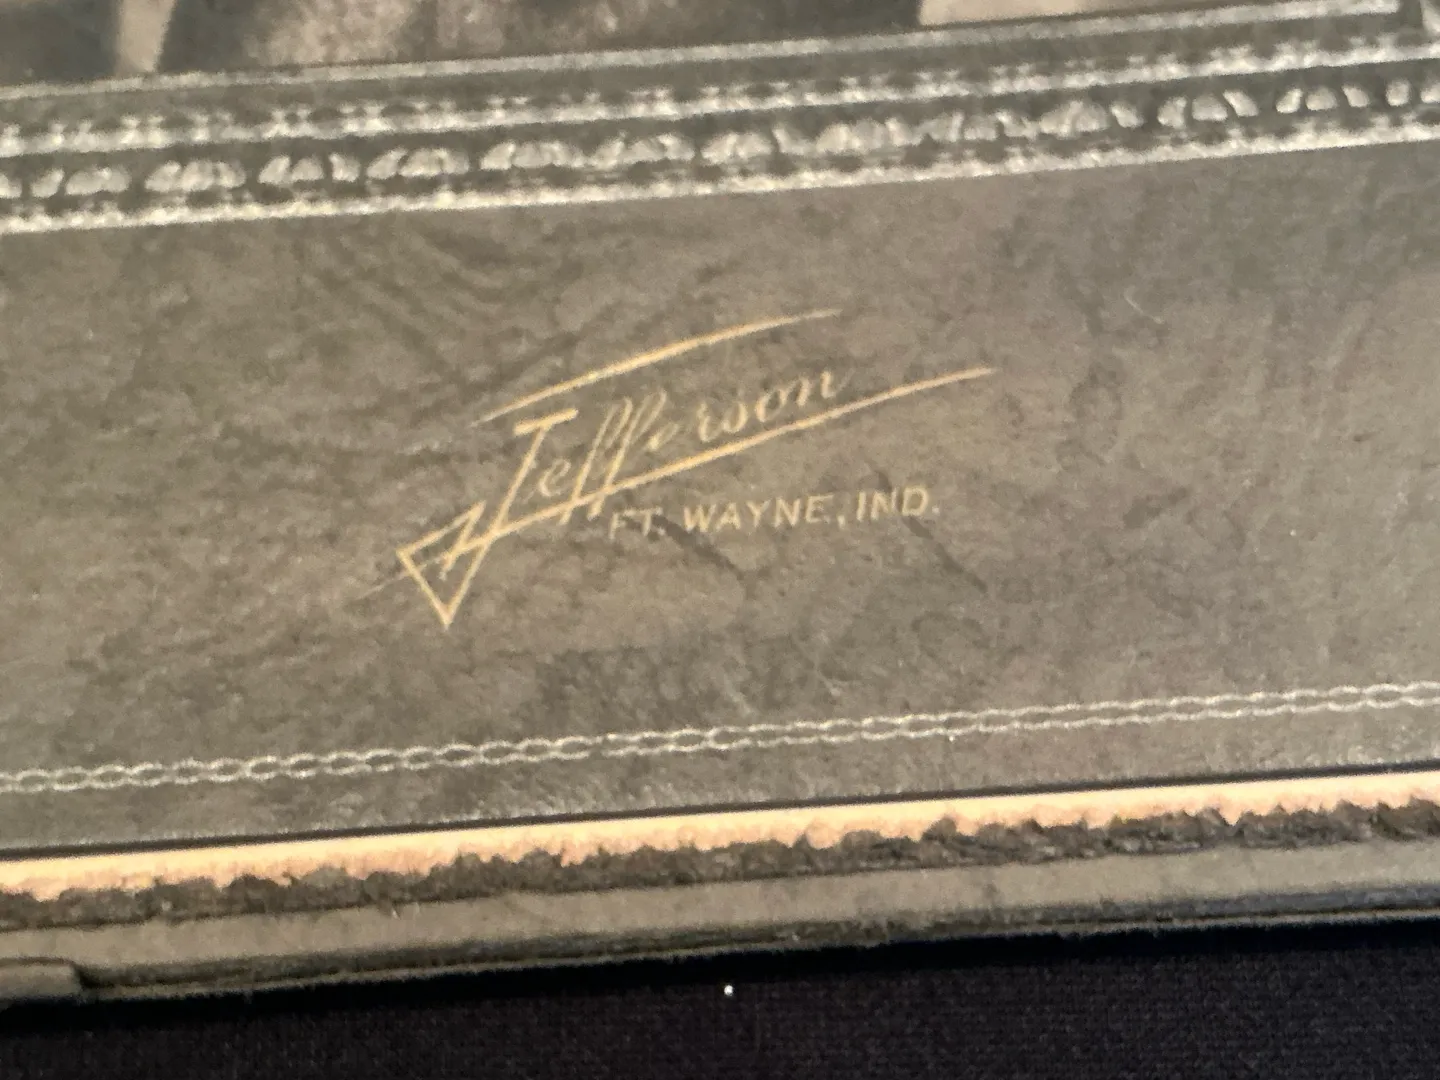 Jefferson
FT. WAYNE, IND.